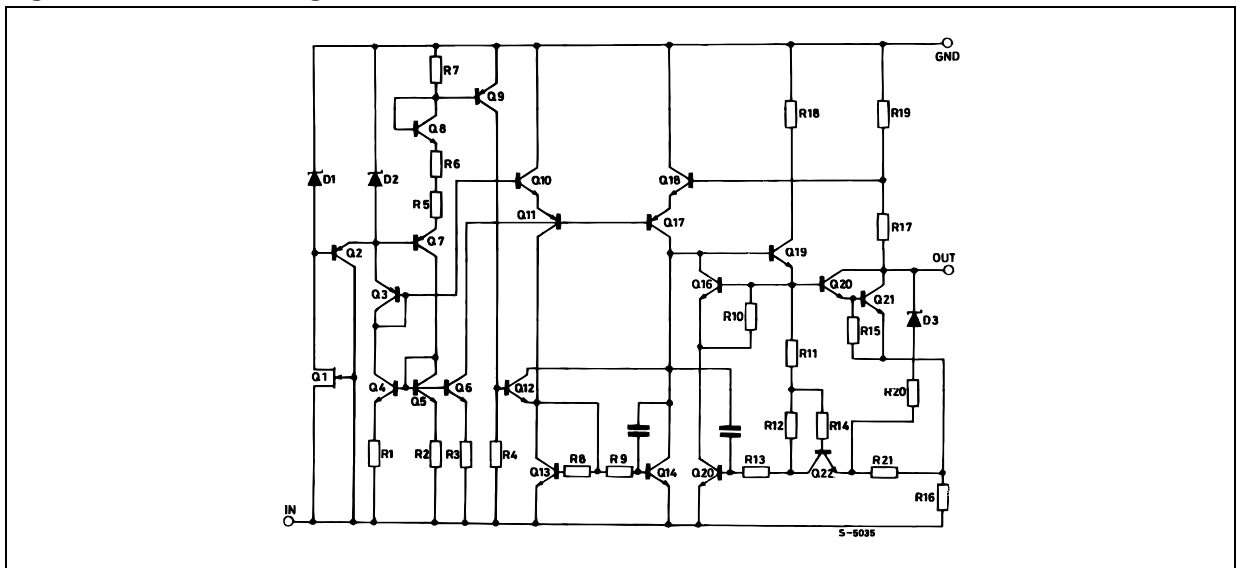 GND
R7
Q9
Q8
R18
R19
R6
D1
D2
Q10
Q18
R5
Q11
Q17
R17
Q7
Q2
Q19
OUT
Q16
Q20
Q21
Q3
R10
R15
D3
R11
Q1
Q4
Q5
Q6
Q12
R20
R12
R14
R1
R2
R3
R4
R8
R9
R13
R21
Q13
Q14
Q20
Q22
R16
IN
S-5035